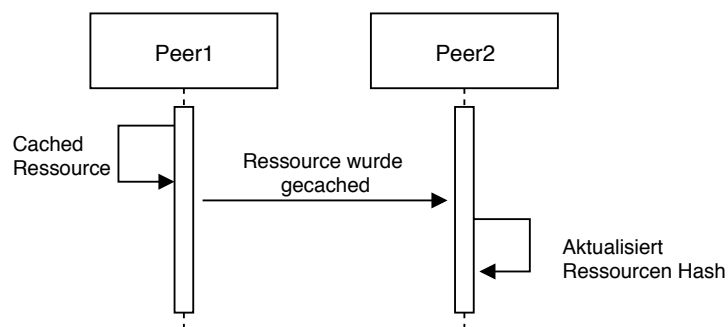 Peer1
Peer2
Cached
Ressource
Ressource wurde
gecached
Aktualisiert
Ressourcen Hash